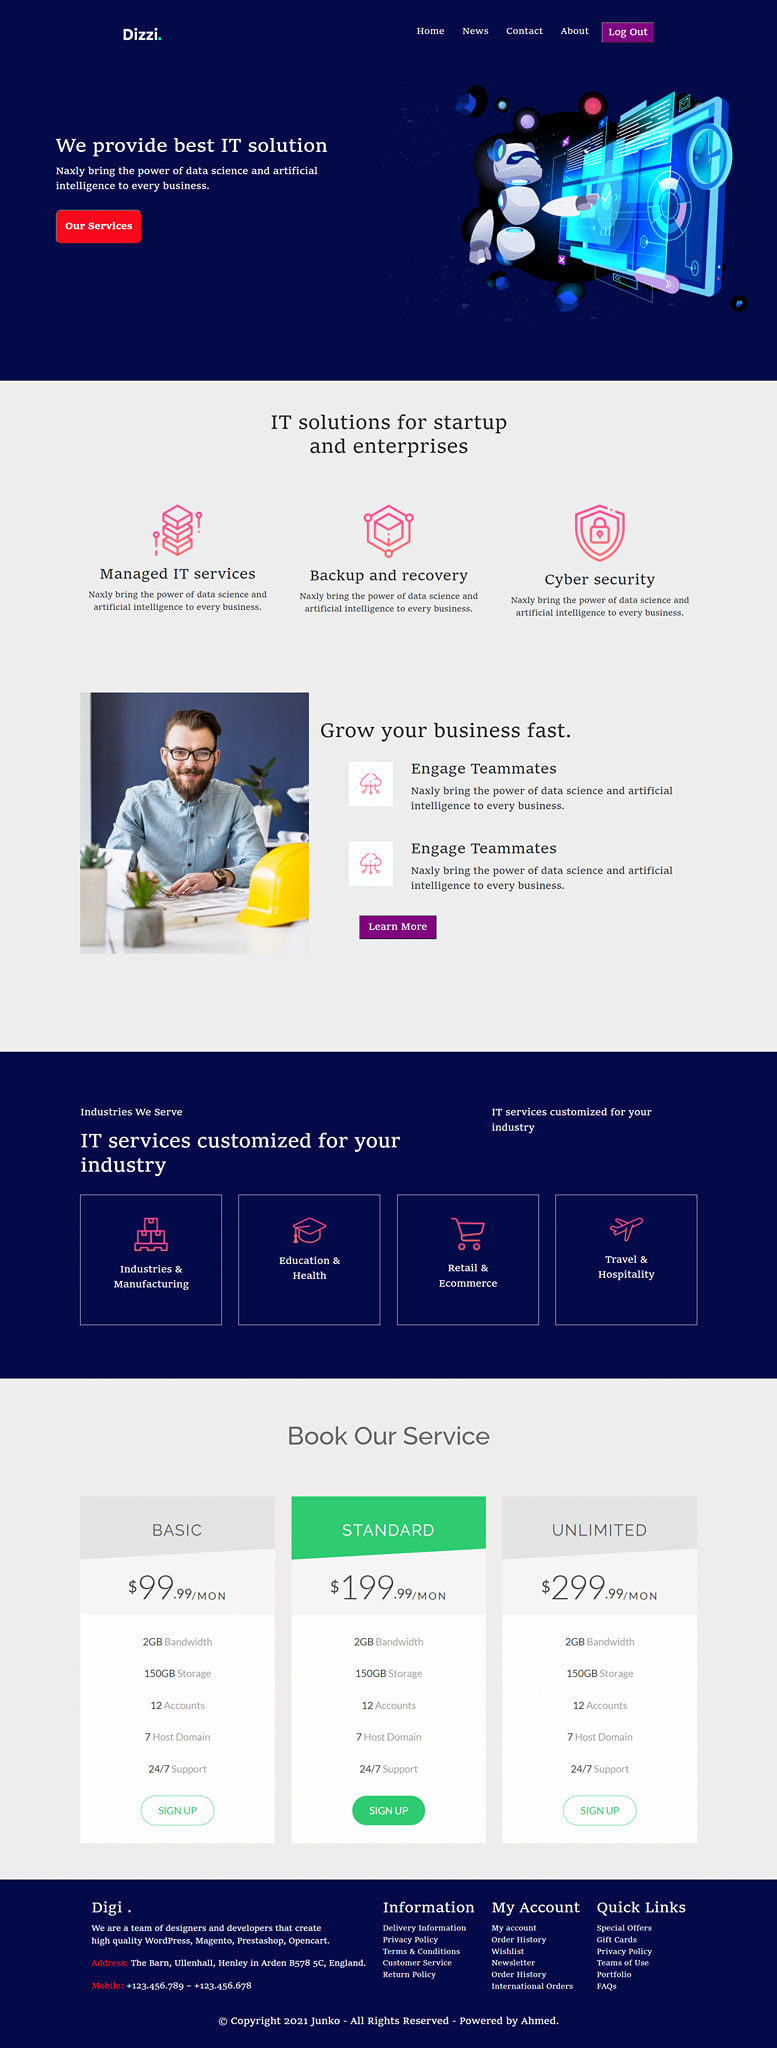 Dizzi.
Home News Contact About Log Out
We provide best IT solution
Naxly bring the power of data science and artificial
intelligence to every business.
Our Services
IT solutions for startup
and enterprises
Managed IT services
Naxly bring the power of data science and
artificial intelligence to every business.
Backup and recovery
Naxly bring the power of data science and
artificial intelligence to every business.
Cyber security
Naxly bring the power of data science and
artificial intelligence to every business.
Grow your business fast.
Engage Teammates
Naxly bring the power of data science and artificial
intelligence to every business.
Engage Teammates
Naxly bring the power of data science and artificial
intelligence to every business.
Learn More
Industries We Serve
IT services customized for your
industry
IT services customized for your
industry
Industries &
Manufacturing
Education &
Health
Retail &
Ecommerce
Travel &
Hospitality
Book Our Service
BASIC
$99.99/MON
2GB Bandwidth
150GB Storage
12 Accounts
7 Host Domain
24/7 Support
SIGN UP
STANDARD
$199.99/MON
2GB Bandwidth
150GB Storage
12 Accounts
7 Host Domain
24/7 Support
SIGN UP
UNLIMITED
$299.99/MON
2GB Bandwidth
150GB Storage
12 Accounts
7 Host Domain
24/7 Support
SIGN UP
Digi .
We are a team of designers and developers that create
high quality WordPress, Magento, Prestashop, Opencart.
Address: The Barn, Ullenhall, Henley in Arden B578 5C, England.
Mobile: +123.456.789 – +123.456.678
Information
Delivery Information
Privacy Policy
Terms & Conditions
Customer Service
Return Policy
My Account
My account
Order History
Wishlist
Newsletter
Order History
International Orders
Quick Links
Special Offers
Gift Cards
Privacy Policy
Teams of Use
Portfolio
FAQs
© Copyright 2021 Junko - All Rights Reserved - Powered by Ahmed.